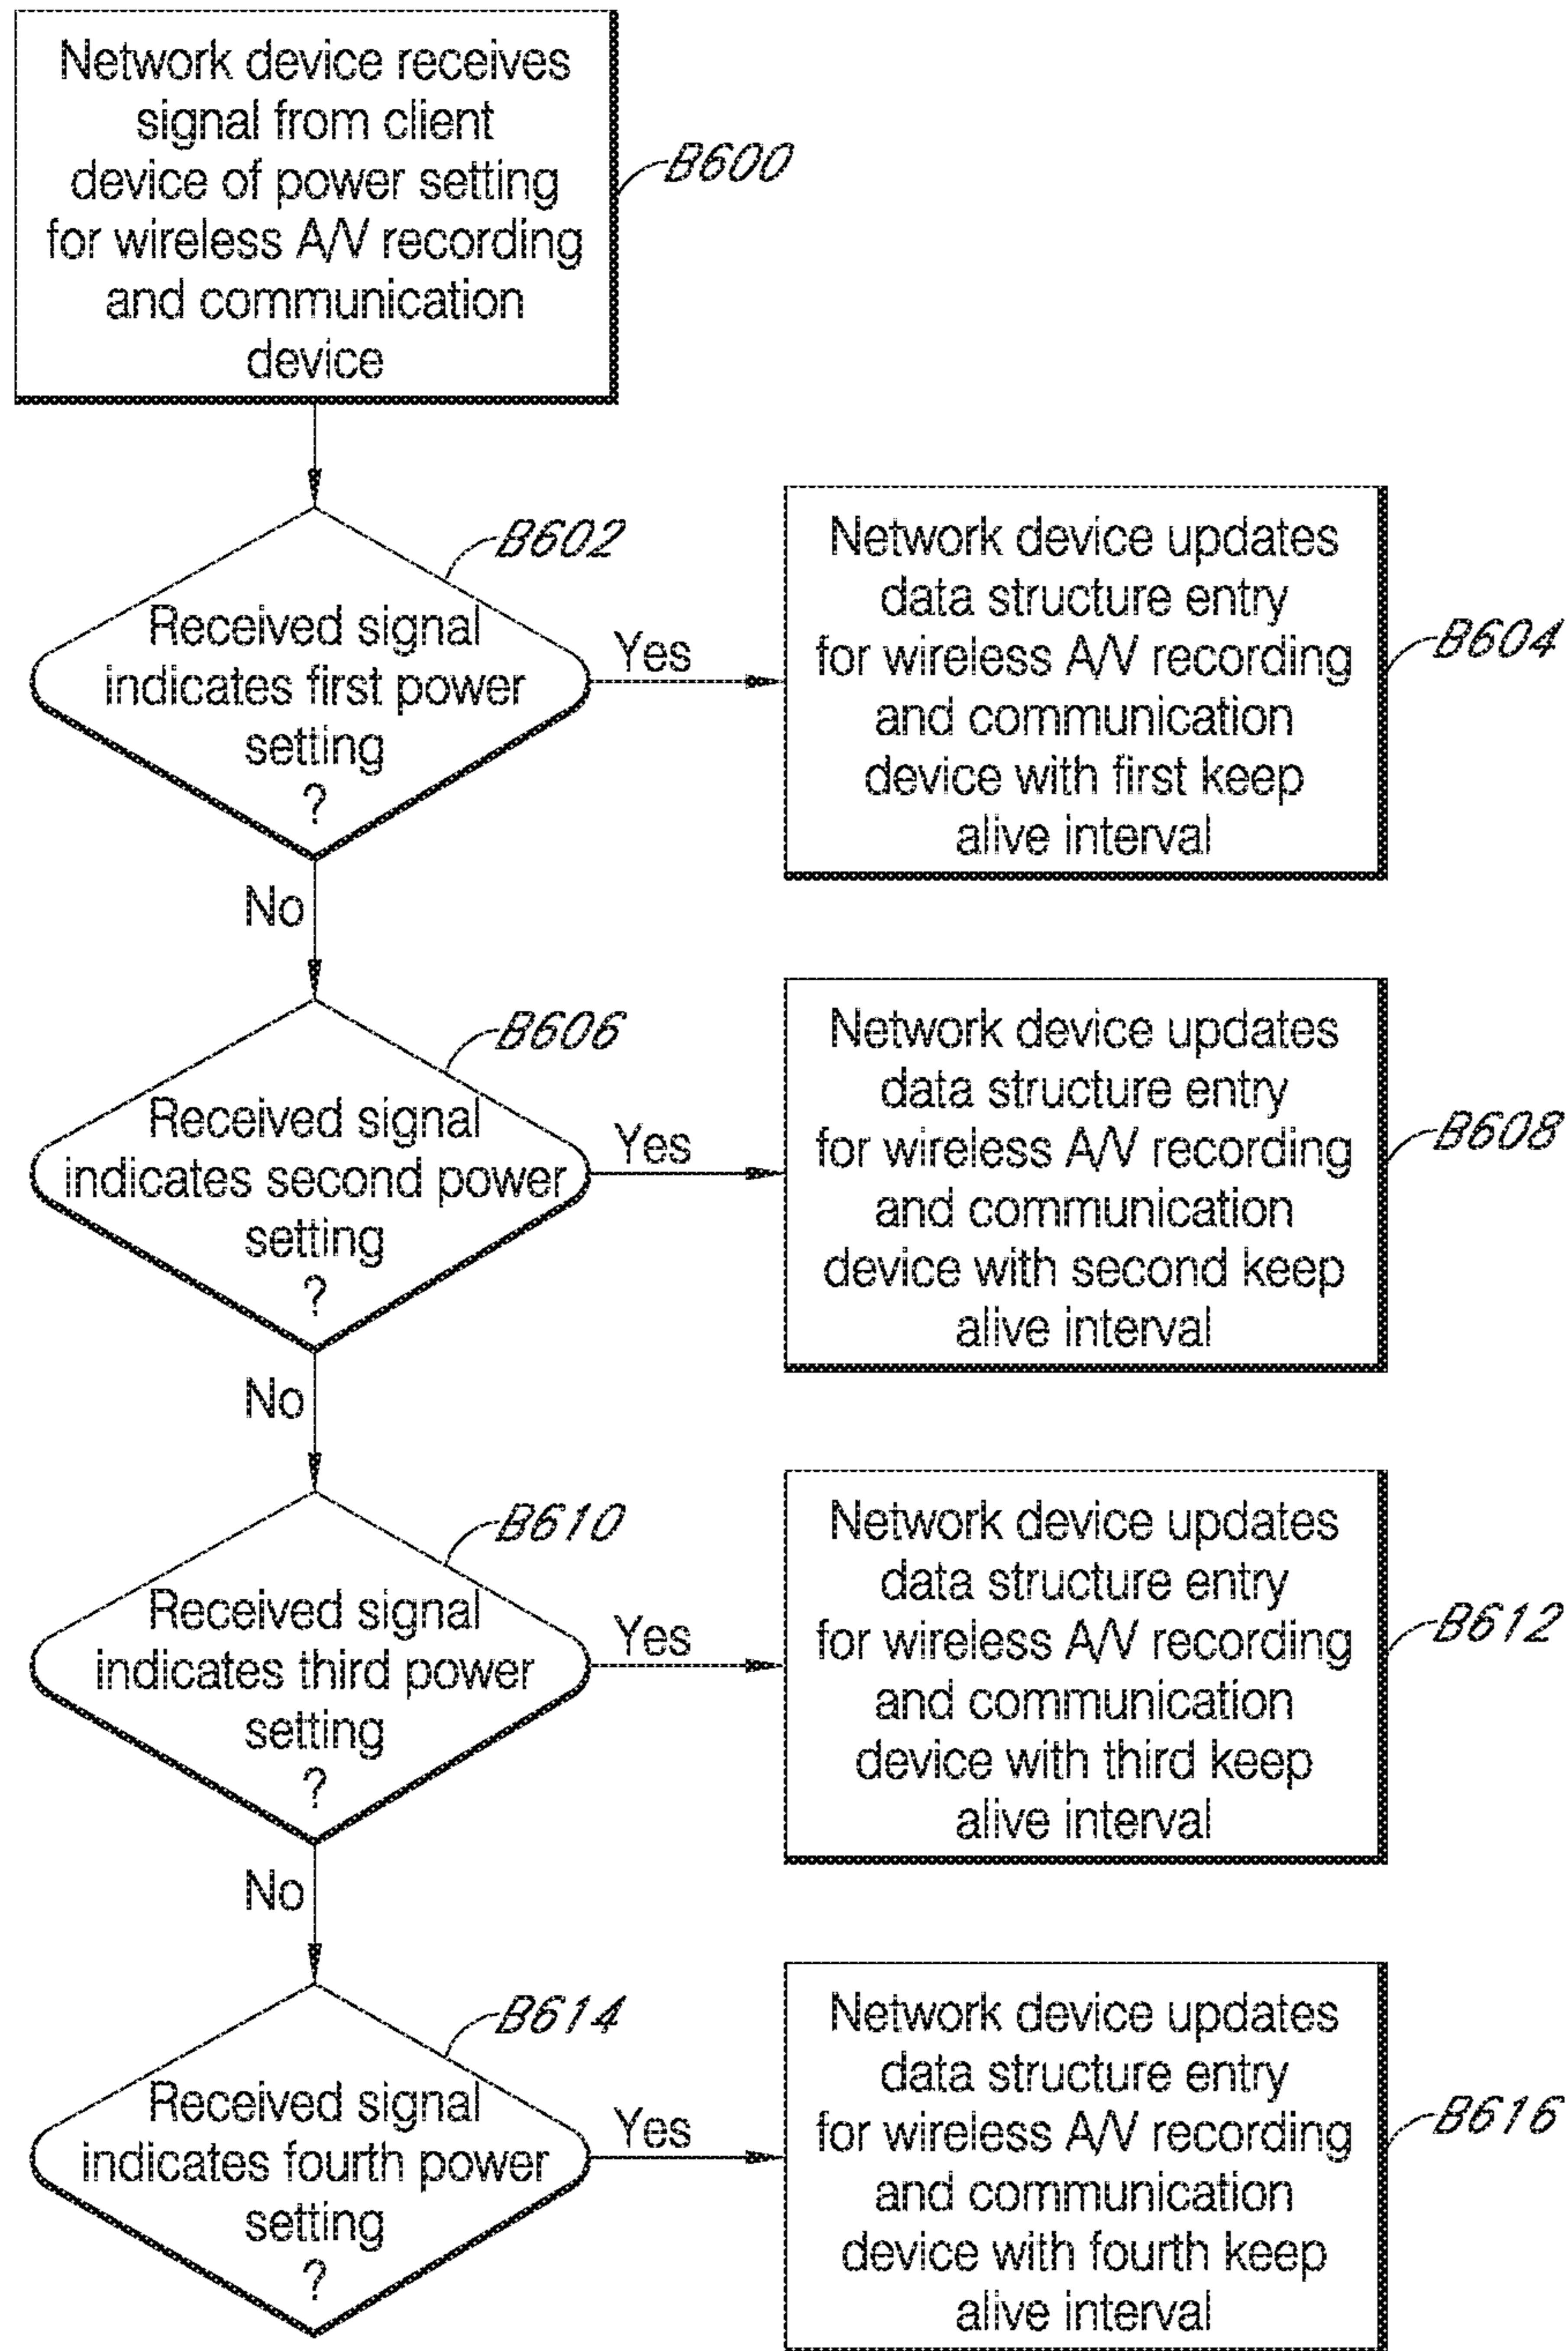 Network device receives
signal from client
device of power setting
for wireless A/V recording
and communication
device
B600
B602
Received signal
indicates first power
setting
?
Yes
No
Network device updates
data structure entry
for wireless A/V recording
and communication
device with first keep
alive interval
B604
B606
Received signal
indicates second power
setting
?
Yes
No
Network device updates
data structure entry
for wireless A/V recording
and communication
device with second keep
alive interval
B608
B610
Received signal
indicates third power
setting
?
Yes
No
Network device updates
data structure entry
for wireless A/V recording
and communication
device with third keep
alive interval
B612
B614
Received signal
indicates fourth power
setting
?
Yes
Network device updates
data structure entry
for wireless A/V recording
and communication
device with fourth keep
alive interval
B616